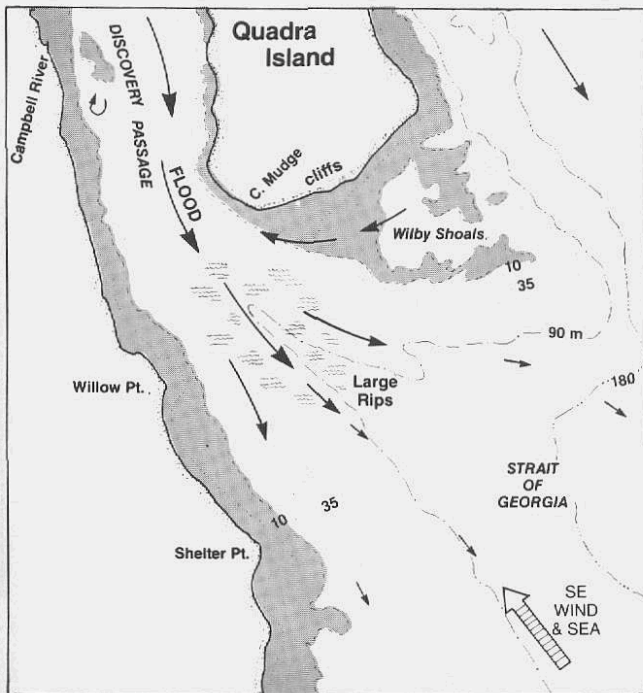 Quadra
Island
Campbell River
DISCOVERY
PASSAGE
FLOOD
C. Mudge
cliffs
Wilby Shoals.
10
35
90 m
180
Willow Pt.
Large
Rips
STRAIT
OF
GEORGIA
35
10
Shelter Pt.
SE
WIND
& SEA